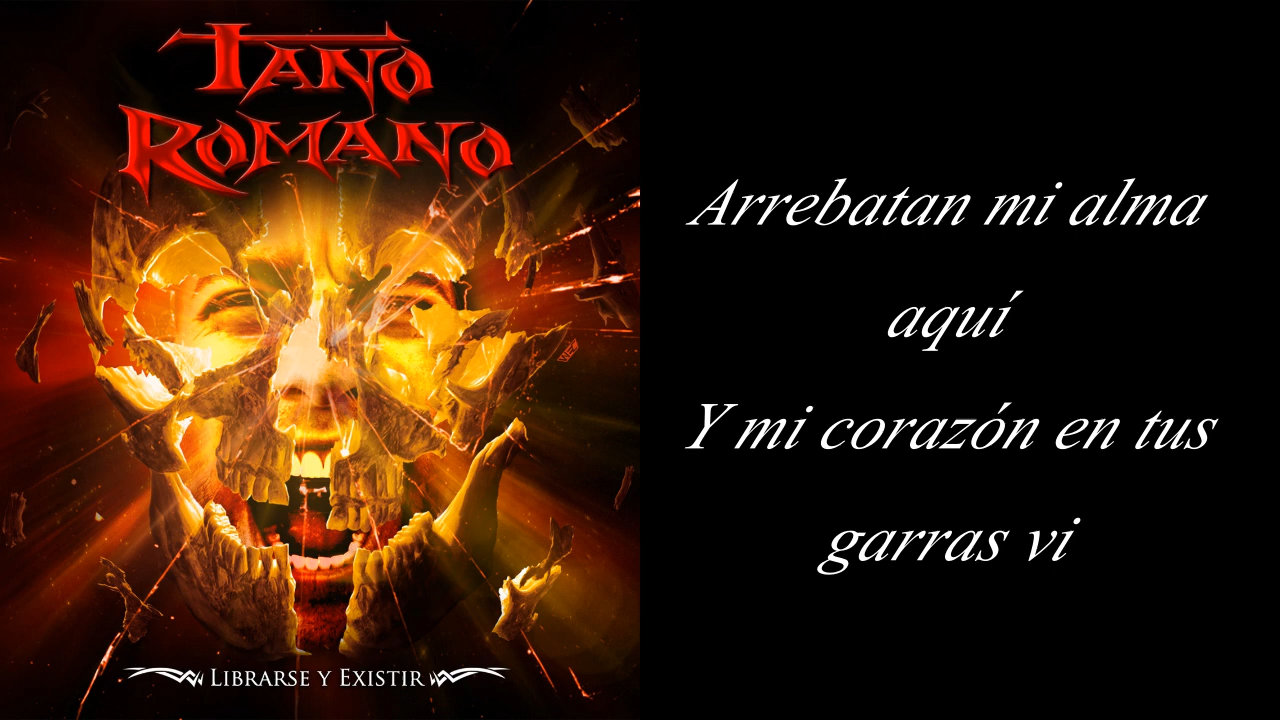 TANO
ROMANO
LIBRARSE Y EXISTIR
Arrebatan mi alma
aquí
Y mi corazón en tus
garras vi